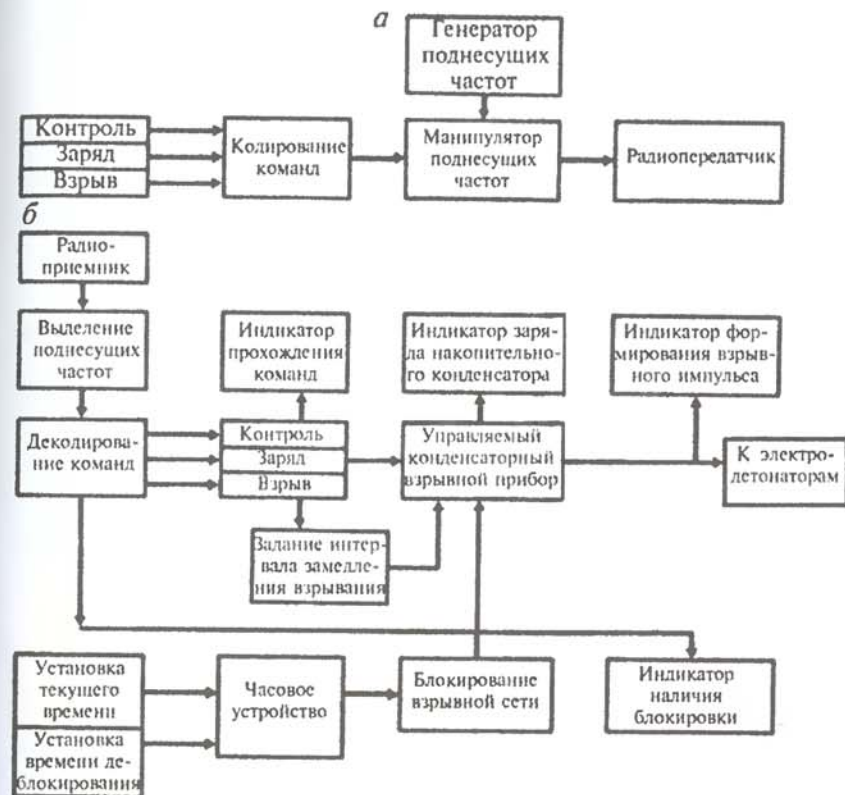 а
Генератор
поднесущих
частот
Контроль
Заряд
Взрыв
Кодирование
команд
Манипулятор
поднесущих
частот
Радиопередатчик
б
Радио-
приемник
Выделение
поднесущих
частот
Индикатор
прохождения
команд
Индикатор заря-
да накопительно-
го конденсатора
Индикатор фор-
мирования взрыв-
ного импульса
Декодирова-
ние команд
Контроль
Заряд
Взрыв
Управляемый
конденсаторный
взрывной прибор
К электро-
детонаторам
Задание интер-
вала замедле-
ния взрывания
Установка
текущего
времени
Установка
времени де-
блокирования
Часовое
устройство
Блокирование
взрывной сети
Индикатор
наличия
блокировки